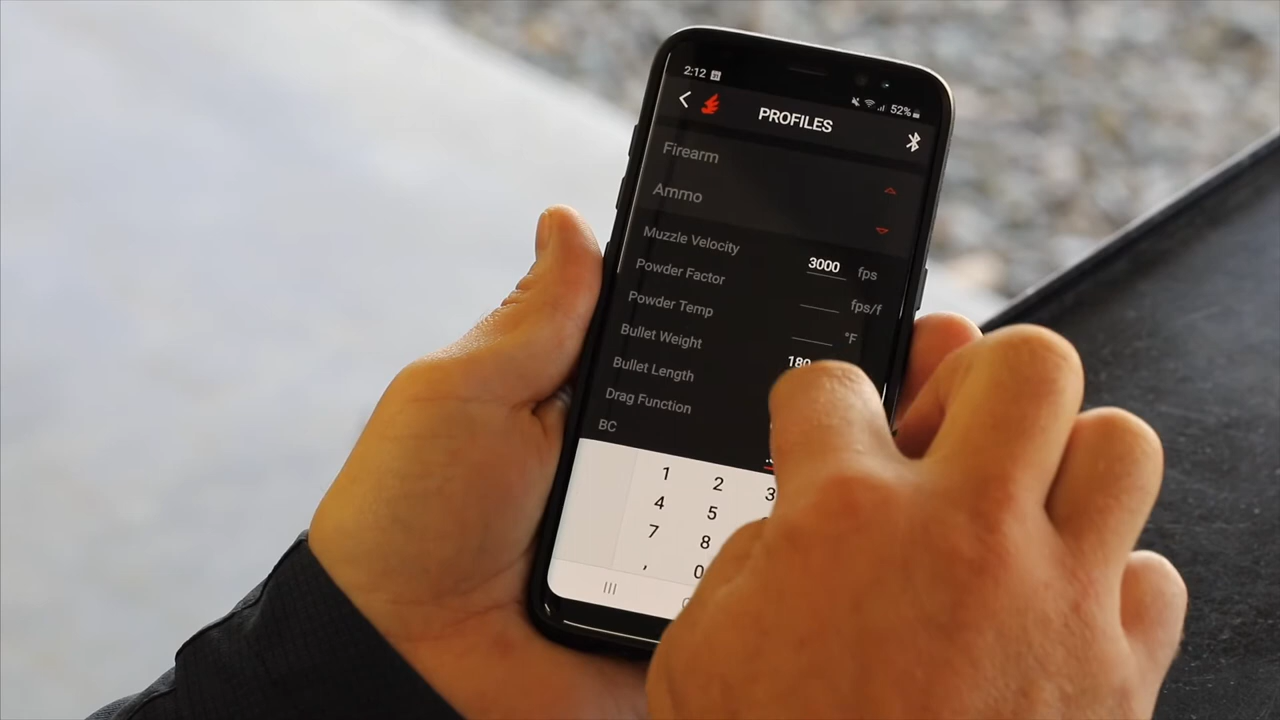 2:12 31 52%
PROFILES
Firearm
Ammo
Muzzle Velocity 3000 fps
Powder Factor fps/f
Powder Temp °F
Bullet Weight 180
Bullet Length
Drag Function
BC
1 2 3
4 5
7 8
, 0